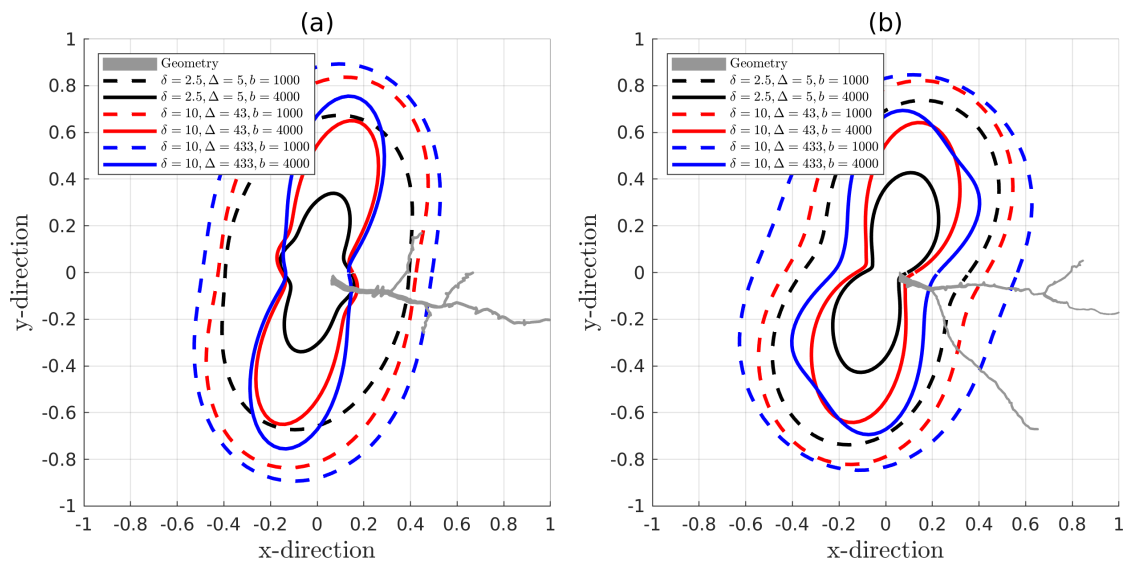 (a)
1
0.8
0.6
0.4
0.2
0
-0.2
-0.4
-0.6
-0.8
-1
y-direction
Geometry
δ = 2.5, Δ = 5, b = 1000
δ = 2.5, Δ = 5, b = 4000
δ = 10, Δ = 43, b = 1000
δ = 10, Δ = 43, b = 4000
δ = 10, Δ = 433, b = 1000
δ = 10, Δ = 433, b = 4000
-1 -0.8 -0.6 -0.4 -0.2 0 0.2 0.4 0.6 0.8 1
x-direction
(b)
1
0.8
0.6
0.4
0.2
0
-0.2
-0.4
-0.6
-0.8
-1
y-direction
Geometry
δ = 2.5, Δ = 5, b = 1000
δ = 2.5, Δ = 5, b = 4000
δ = 10, Δ = 43, b = 1000
δ = 10, Δ = 43, b = 4000
δ = 10, Δ = 433, b = 1000
δ = 10, Δ = 433, b = 4000
-1 -0.8 -0.6 -0.4 -0.2 0 0.2 0.4 0.6 0.8 1
x-direction